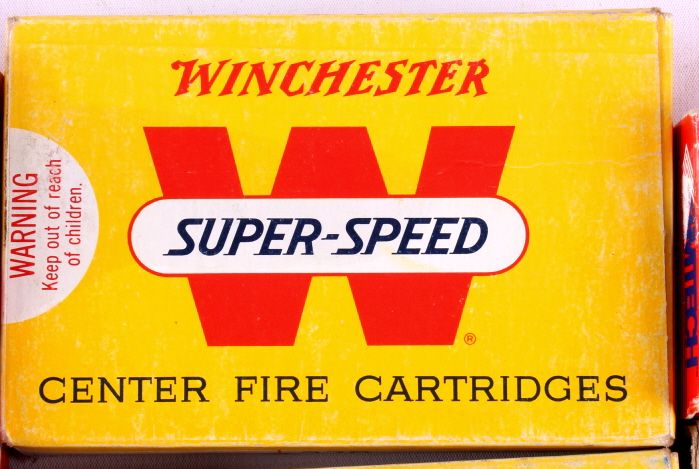 WINCHESTER
W
SUPER-SPEED
®
CENTER FIRE CARTRIDGES
WARNING
Keep out of reach
of children.